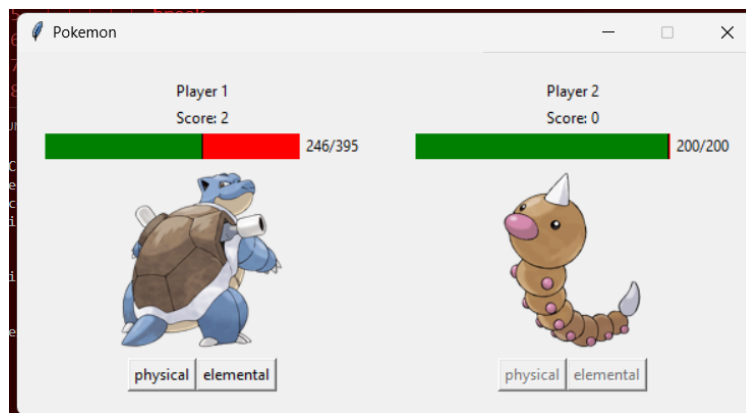 Pokemon
Player 1
Score: 2
246/395
physical elemental
Player 2
Score: 0
200/200
physical elemental